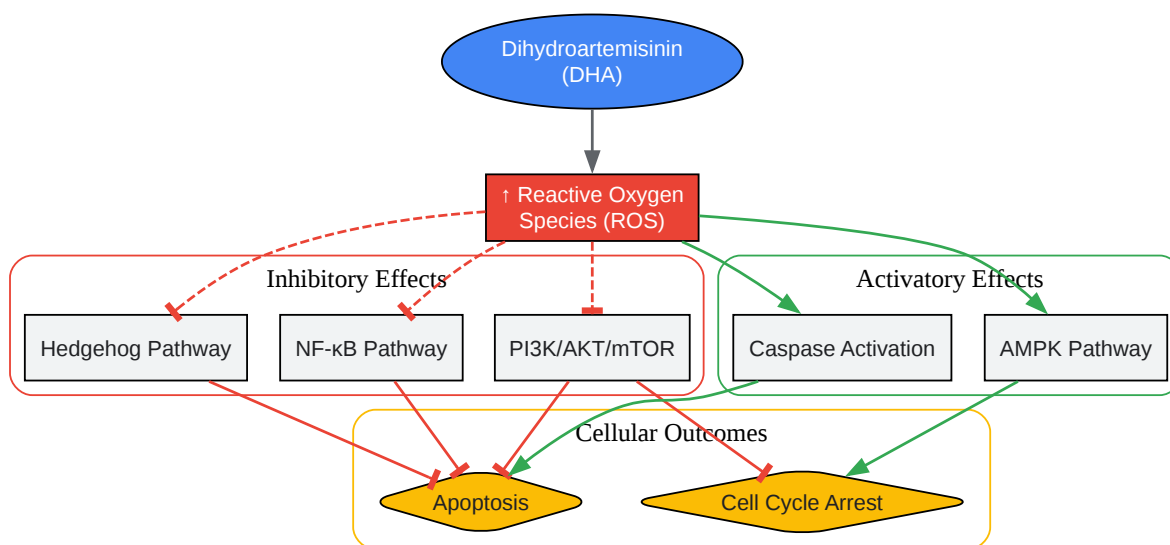 Dihydroartemisinin
(DHA)
↑ Reactive Oxygen
Species (ROS)
Inhibitory Effects
Activatory Effects
Hedgehog Pathway
NF-κB Pathway
PI3K/AKT/mTOR
Caspase Activation
AMPK Pathway
Cellular Outcomes
Apoptosis
Cell Cycle Arrest